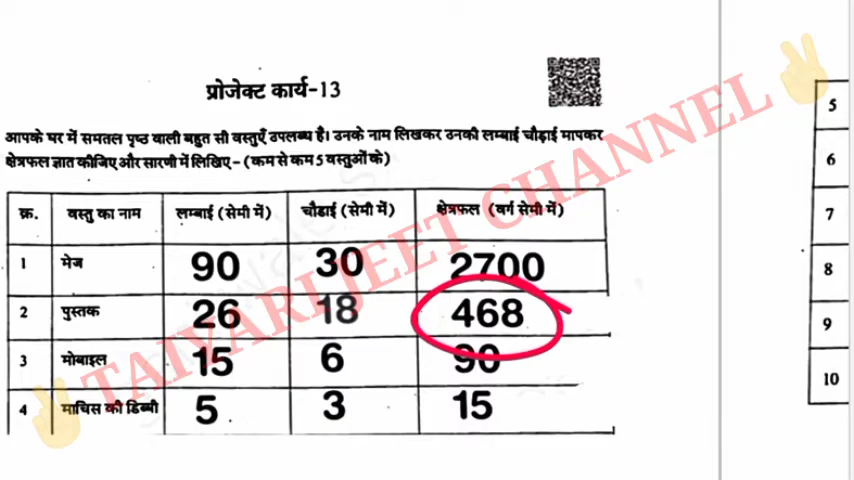 प्रोजेक्ट कार्य-13
आपके घर में समतल पृष्ठ वाली बहुत सी वस्तुएँ उपलब्ध है। उनके नाम लिखकर उनकी लम्बाई चौड़ाई मापकर
क्षेत्रफल ज्ञात कीजिए और सारणी में लिखिए-(कम से कम 5 वस्तुओं के)
क्र. वस्तु का नाम लम्बाई (सेमी में) चौडाई (सेमी में) क्षेत्रफल (वर्ग सेमी में)
1 मेज 90 30 2700
2 पुस्तक 26 18 468
3 मोबाइल 15 6 90
4 माचिस की डिब्बी 5 3 15
TAIYARIJEET CHANNEL
5
6
7
8
9
10